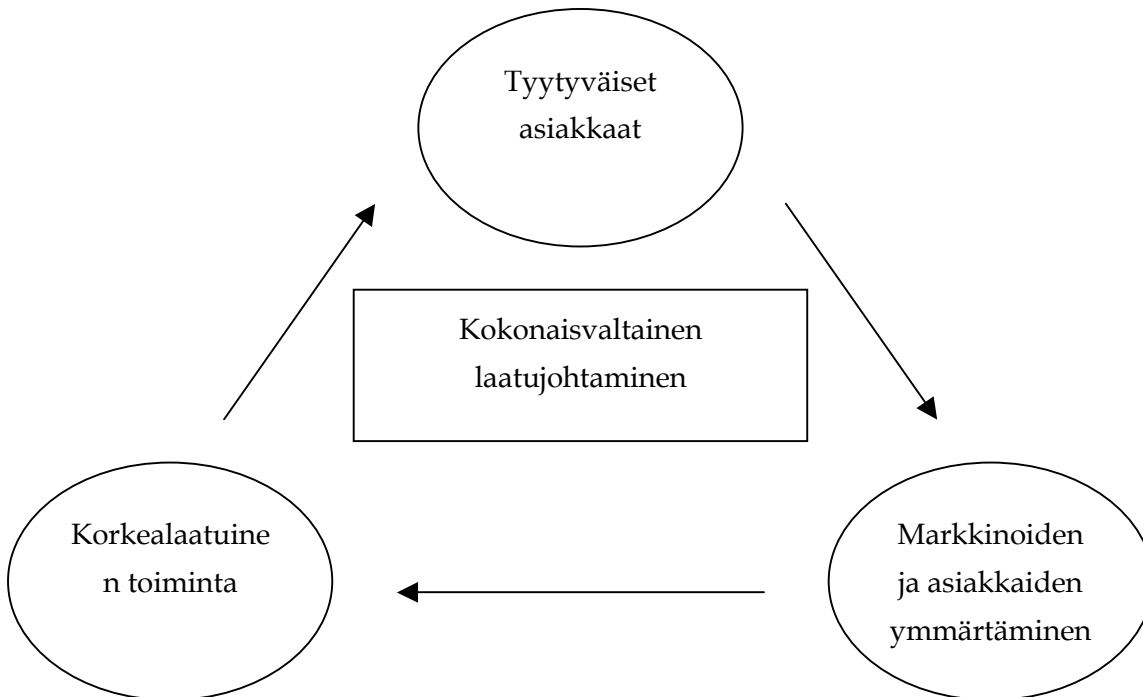 Tyytyväiset
asiakkaat
Kokonaisvaltainen
laatujohtaminen
Korkealaatuine
n toiminta
Markkinoiden
ja asiakkaiden
ymmärtäminen